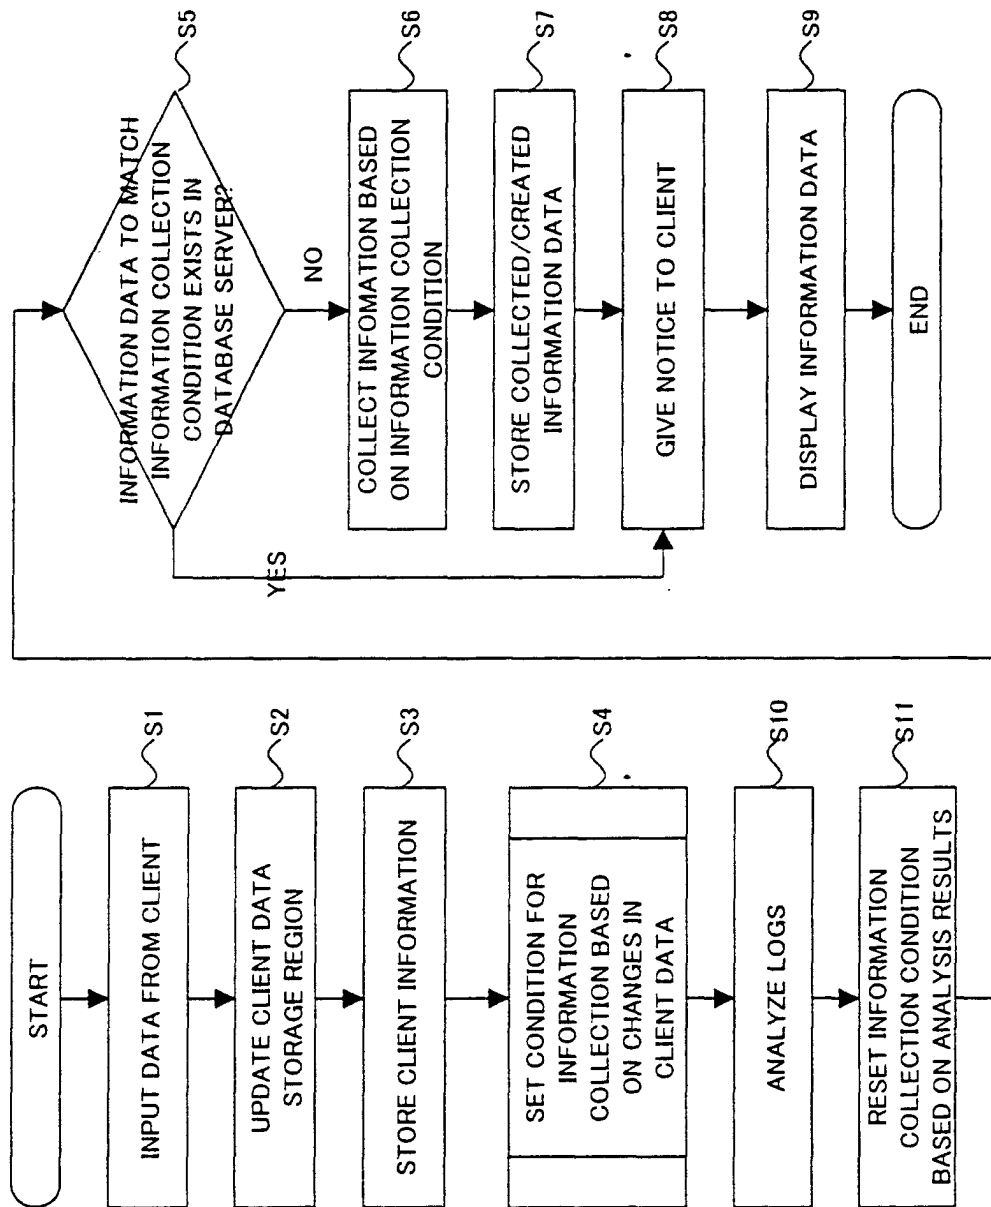 START
INPUT DATA FROM CLIENT
S1
UPDATE CLIENT DATA
STORAGE REGION
S2
STORE CLIENT INFORMATION
S3
SET CONDITION FOR
INFORMATION
COLLECTION BASED
ON CHANGES IN
CLIENT DATA
S4
ANALYZE LOGS
S10
RESET INFORMATION
COLLECTION CONDITION
BASED ON ANALYSIS RESULTS
S11
INFORMATION DATA TO MATCH
INFORMATION COLLECTION
CONDITION EXISTS IN
DATABASE SERVER?
S5
YES
NO
COLLECT INFOMATION BASED
ON INFORMATION COLLECTION
CONDITION
S6
STORE COLLECTED/CREATED
INFORMATION DATA
S7
GIVE NOTICE TO CLIENT
S8
DISPLAY INFORMATION DATA
S9
END